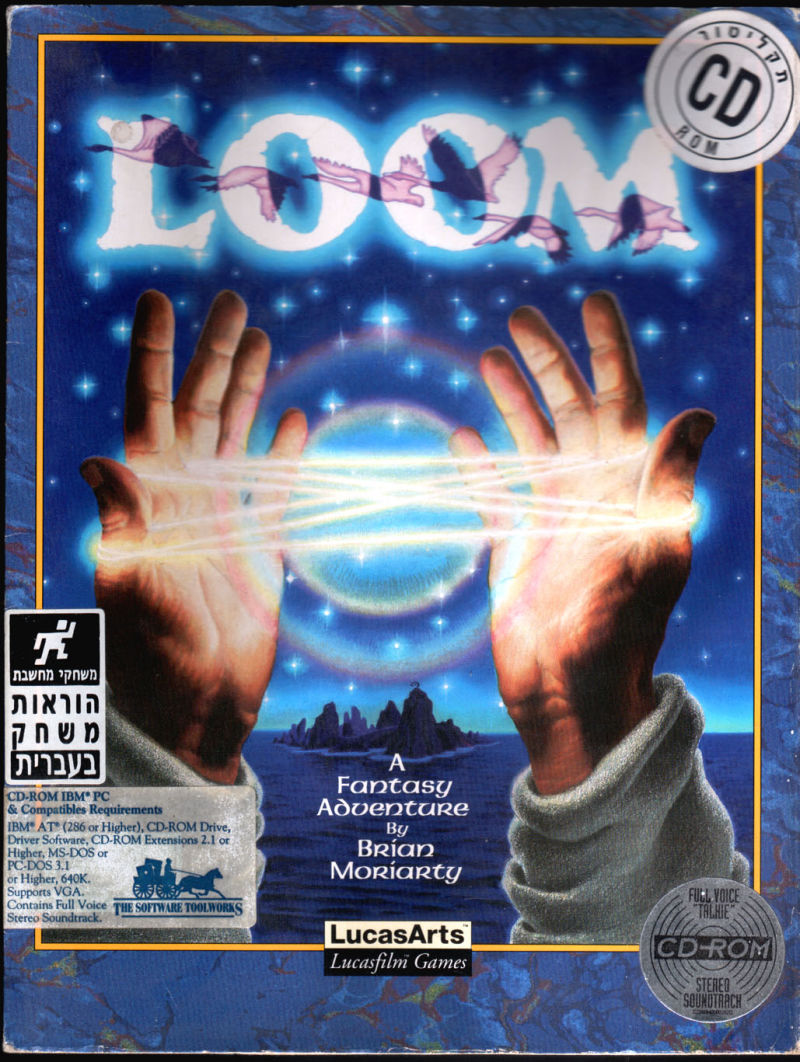 תקליטור
CD
ROM
LOOM
משחקי מחשבת
הוראות
משחק
בעברית
CD-ROM IBM® PC
& Compatibles Requirements
IBM® AT® (286 or Higher), CD-ROM Drive,
Driver Software, CD-ROM Extensions 2.1 or
Higher, MS-DOS or
PC-DOS 3.1
or Higher, 640K.
Supports VGA.
Contains Full Voice
Stereo Soundtrack.
THE SOFTWARE TOOLWORKS
A
Fantasy
Adventure
By
Brian
Moriarty
LucasArts™
Lucasfilm™ Games
FULL VOICE
"TALKIE"
CD-ROM
STEREO
SOUNDTRACK